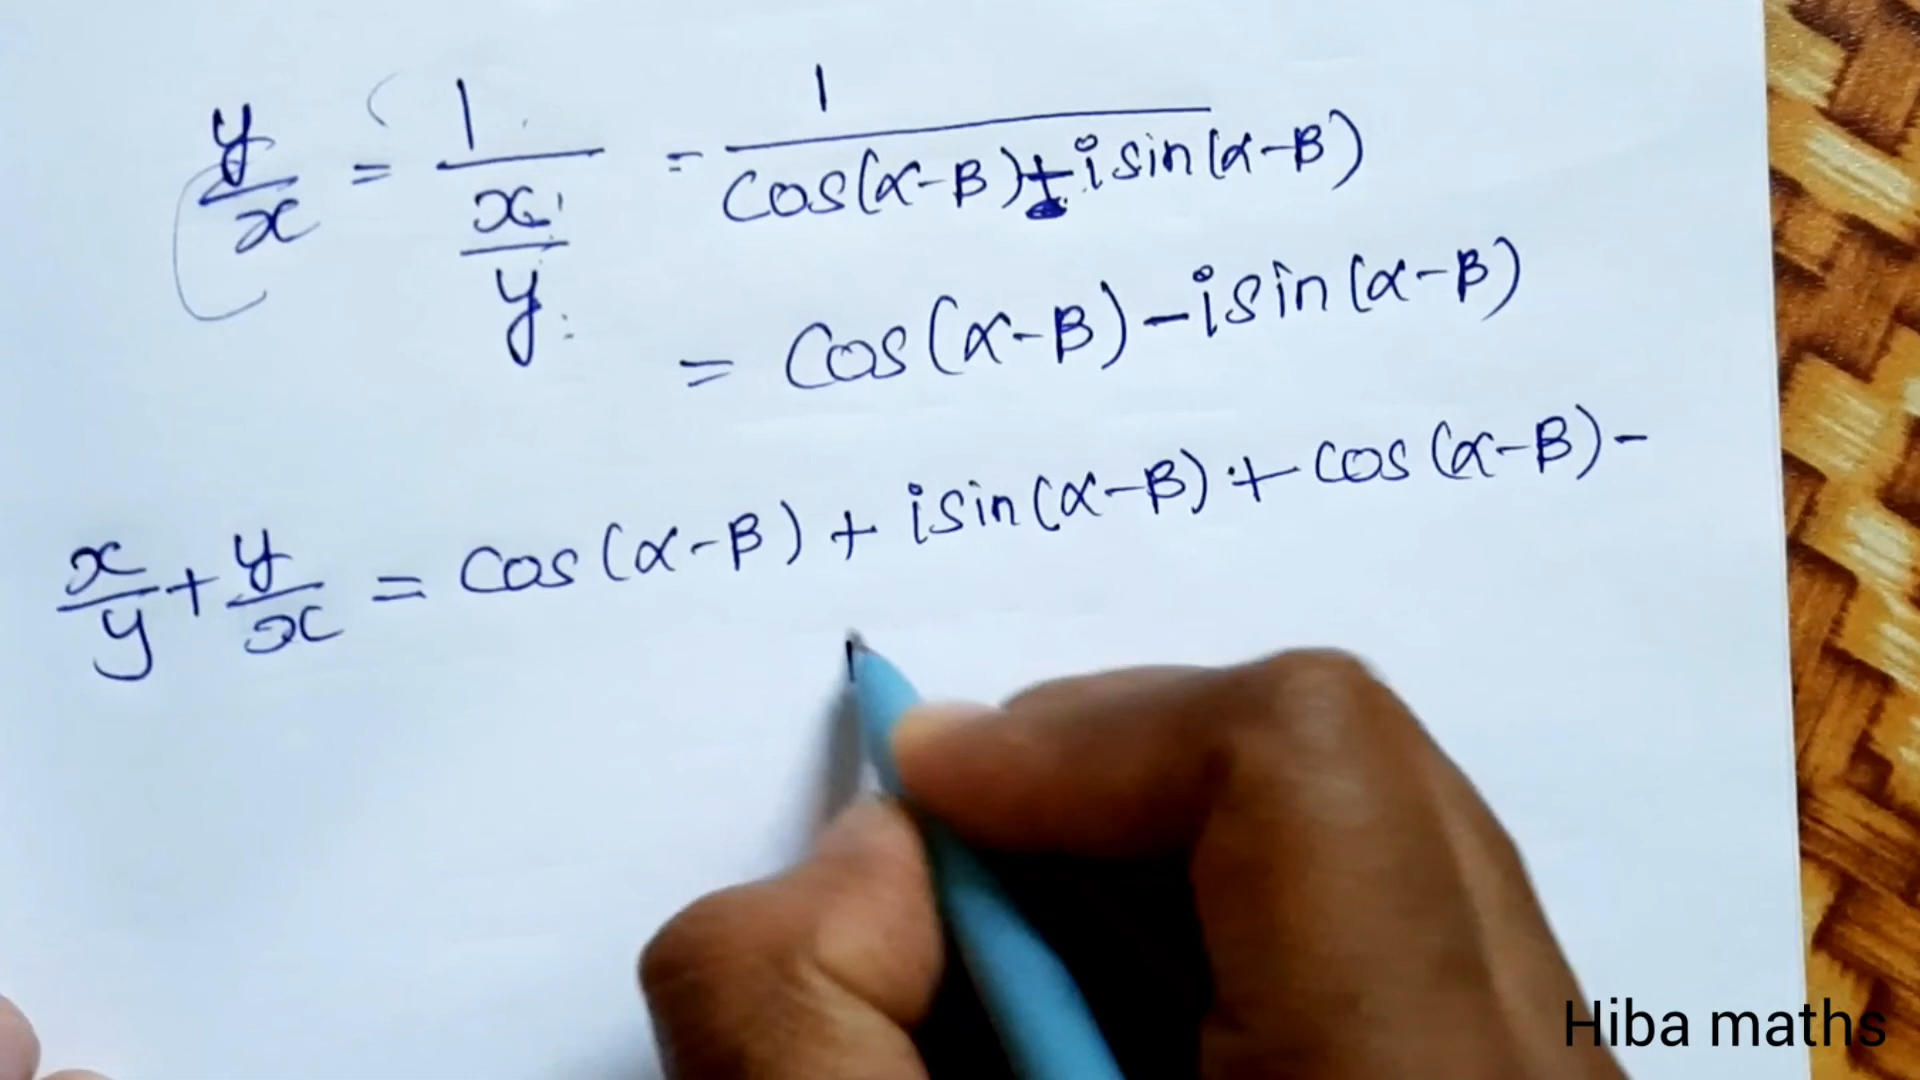 y/x = 1/(x/y) = 1/(cos(α-β)+isin(α-β))
= cos(α-β)-isin(α-β)
x/y + y/x = cos(α-β) + isin(α-β) + cos(α-β) -
Hiba maths